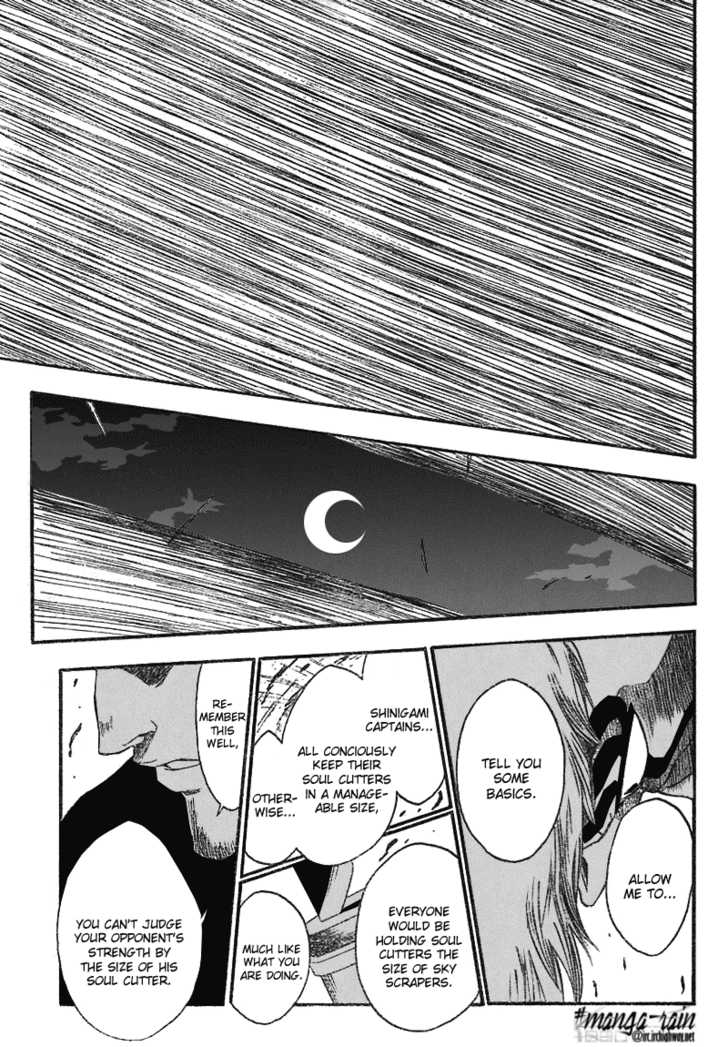 ALLOW
ME TO...
TELL YOU
SOME
BASICS.
SHINIGAMI
CAPTAINS...
ALL CONCIOUSLY
KEEP THEIR
SOUL CUTTERS
IN A MANAGE-
ABLE SIZE,
OTHER-
WISE...
EVERYONE
WOULD BE
HOLDING SOUL
CUTTERS THE
SIZE OF SKY
SCRAPERS.
MUCH LIKE
WHAT YOU
ARE DOING.
RE-
MEMBER
THIS
WELL,
YOU CAN'T JUDGE
YOUR OPPONENT'S
STRENGTH BY
THE SIZE OF HIS
SOUL CUTTER.
#manga-rain
@irc.irchighway.net